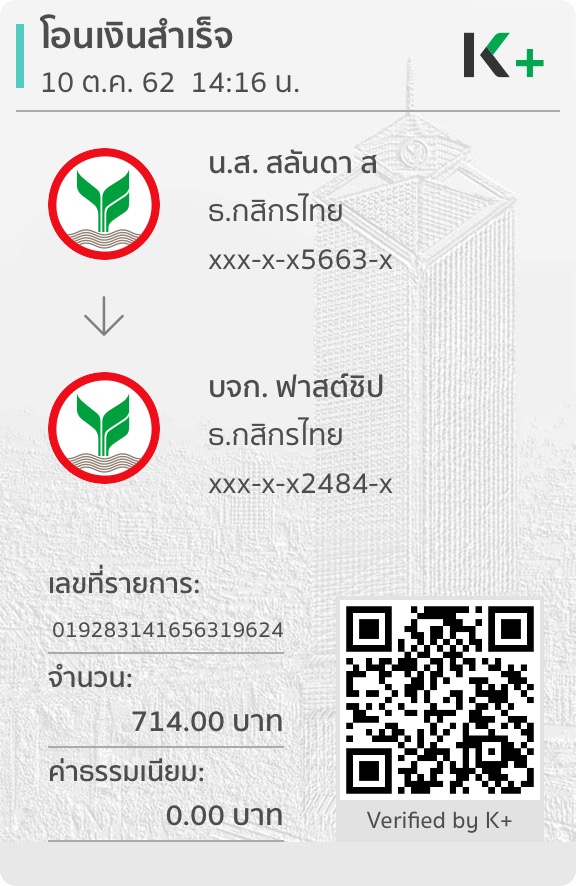 โอนเงินสำเร็จ
10 ต.ค. 62 14:16 น.
K+
น.ส. สลันดา ส
ธ.กสิกรไทย
xxx-x-x5663-x
บจก. ฟาสต์ชิป
ธ.กสิกรไทย
xxx-x-x2484-x
เลขที่รายการ:
019283141656319624
จำนวน:
714.00 บาท
ค่าธรรมเนียม:
0.00 บาท
Verified by K+